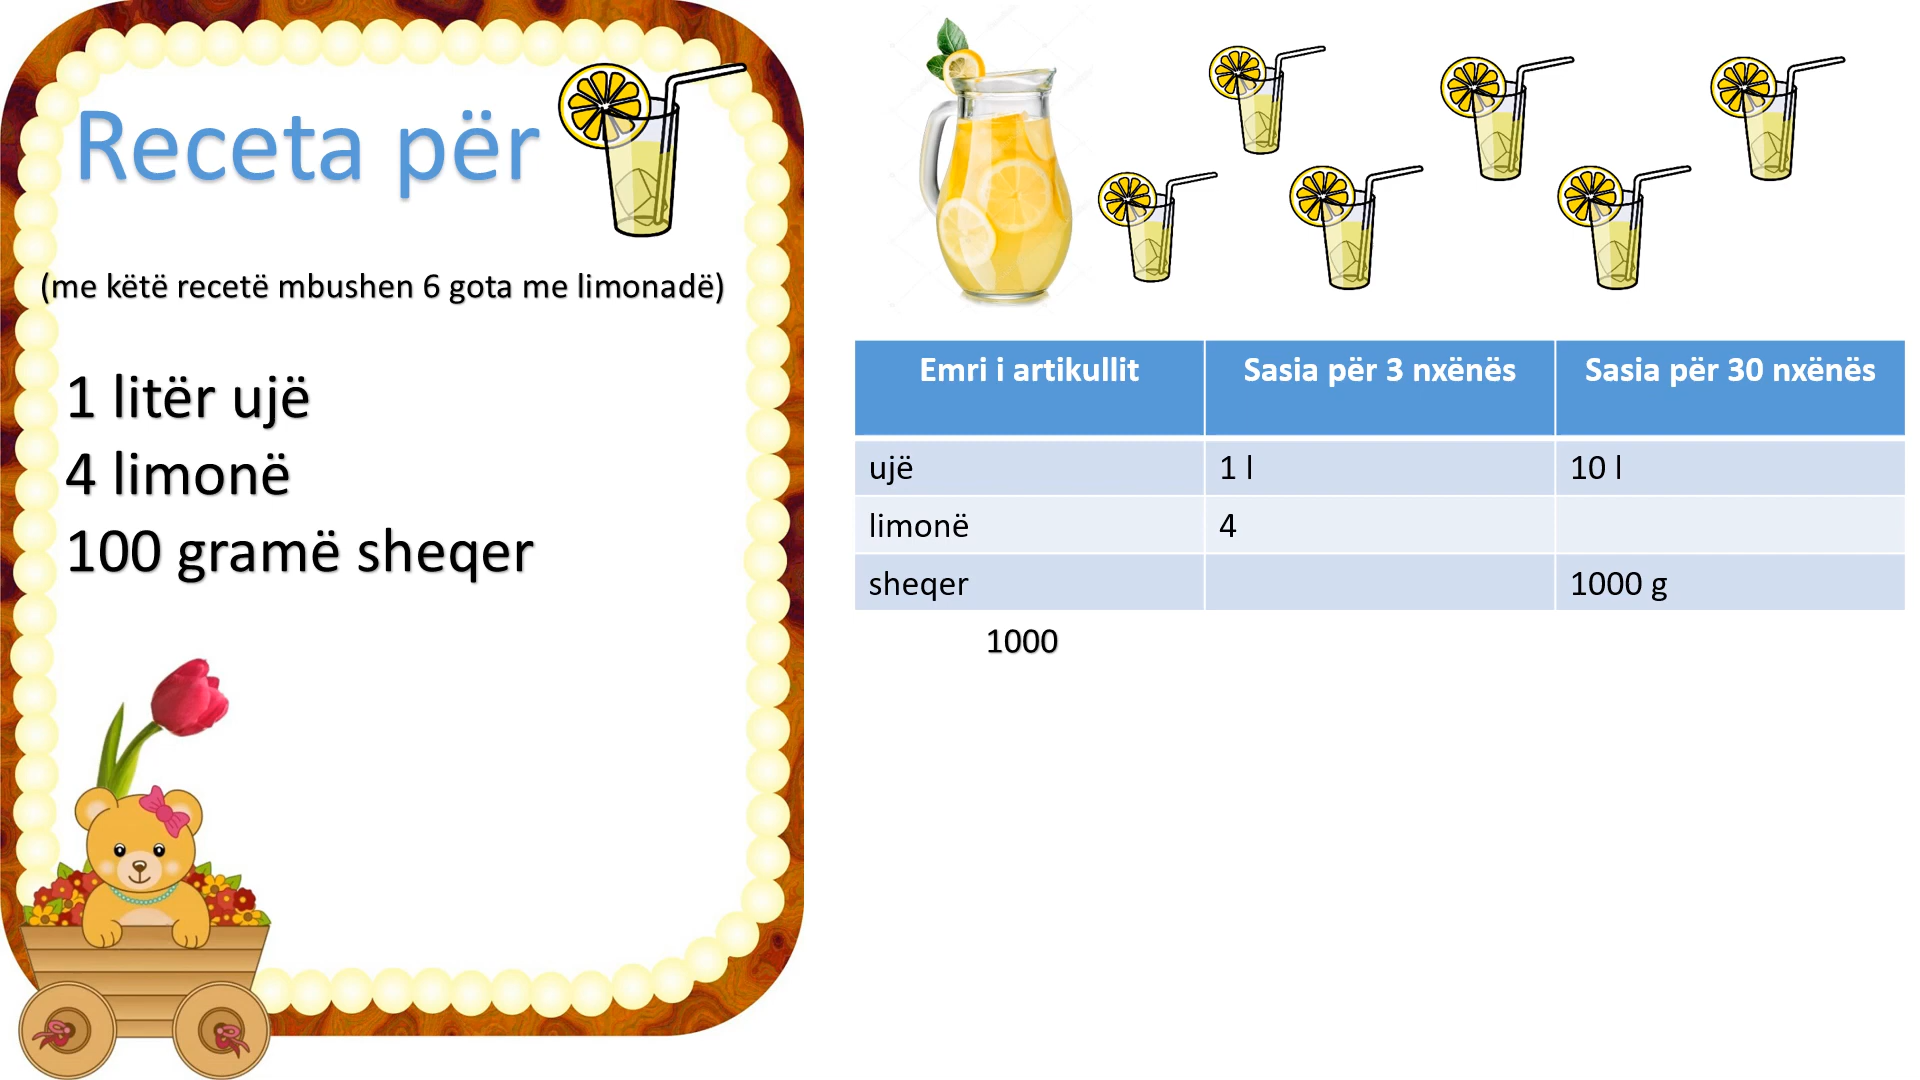 Receta për
(me këtë recetë mbushen 6 gota me limonadë)
1 litër ujë
4 limonë
100 gramë sheqer
Emri i artikullit Sasia për 3 nxënës Sasia për 30 nxënës
ujë 1 l 10 l
limonë 4
sheqer 1000 g
1000